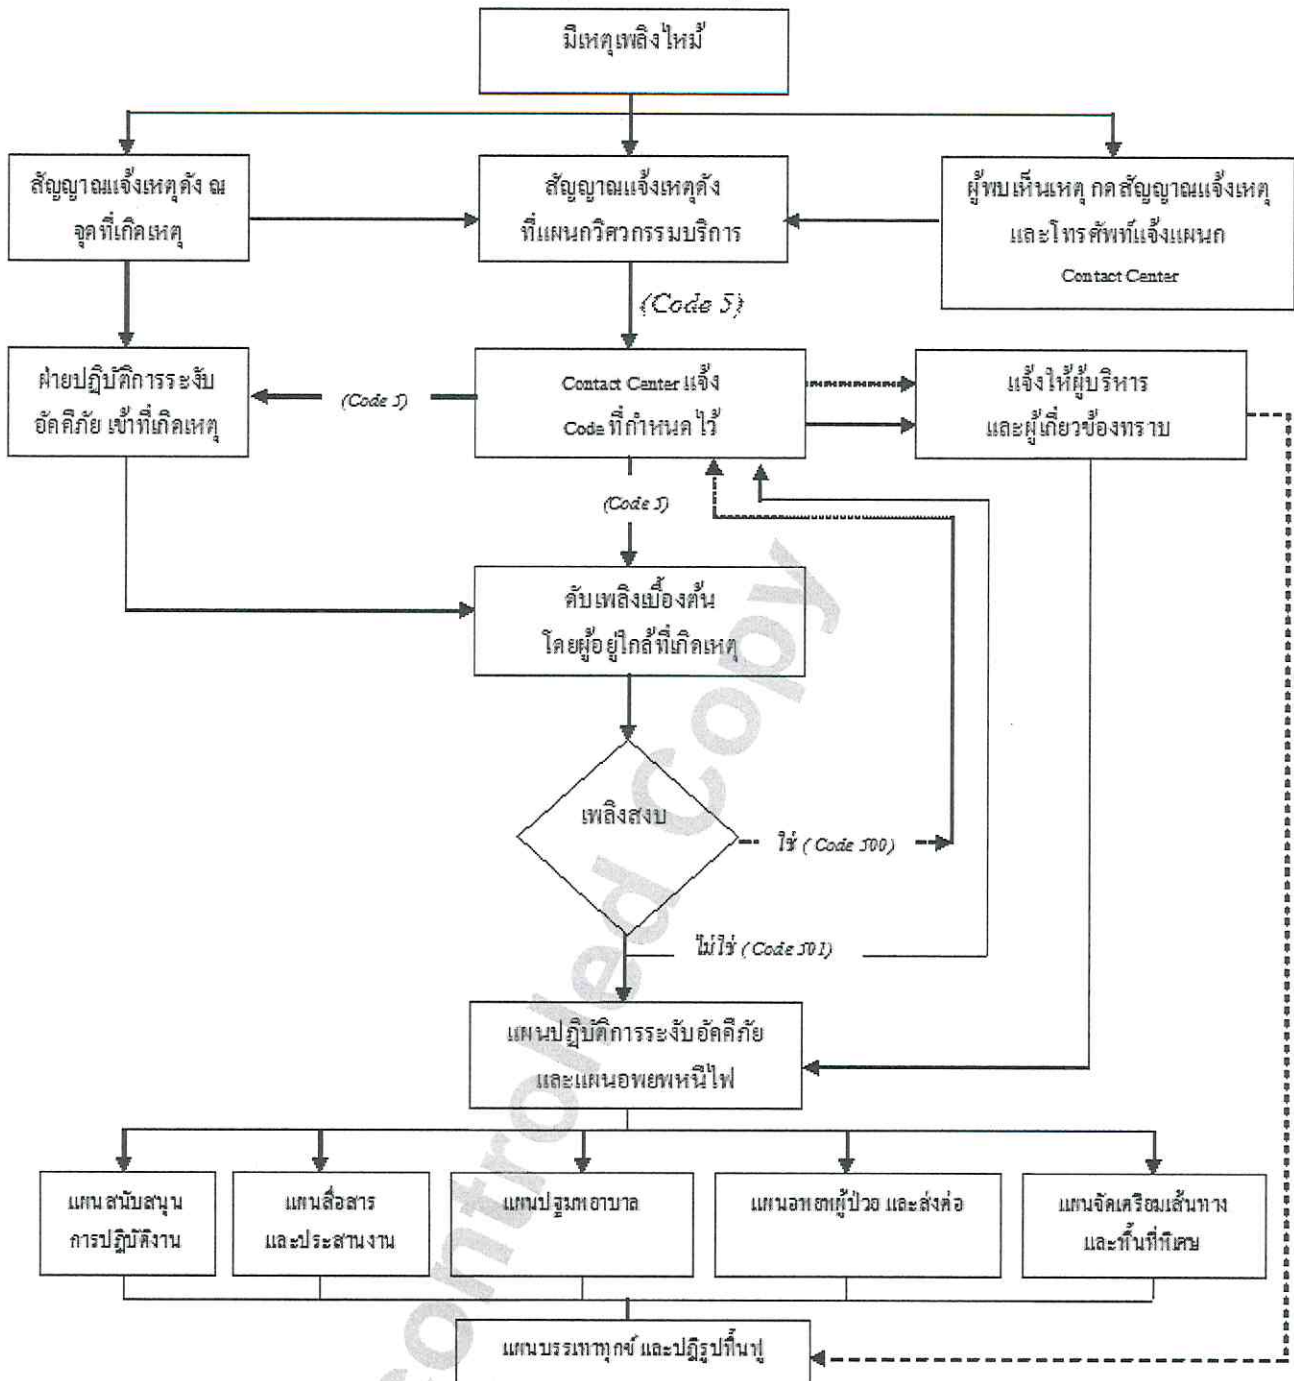 มีเหตุเพลิงไหม้
สัญญาณแจ้งเหตุดัง ณ
จุดที่เกิดเหตุ
สัญญาณแจ้งเหตุดัง
ที่แผนกวิศวกรรมบริการ
ผู้พบเห็นเหตุ กดสัญญาณแจ้งเหตุ
และโทรศัพท์แจ้งแผนก
Contact Center
(Code 5)
ฝ่ายปฏิบัติการระงับ
อัคคีภัย เข้าที่เกิดเหตุ
(Code 5)
Contact Center แจ้ง
Code ที่กำหนดไว้
แจ้งให้ผู้บริหาร
และผู้เกี่ยวข้องทราบ
(Code 5)
ดับเพลิงเบื้องต้น
โดยผู้อยู่ใกล้ที่เกิดเหตุ
เพลิงสงบ
ใช่ ( Code 500)
ไม่ใช่ ( Code 501)
แผนปฏิบัติการระงับอัคคีภัย
และแผนอพยพหนีไฟ
แผนสนับสนุน
การปฏิบัติงาน
แผนสื่อสาร
และประสานงาน
แผนปฐมพยาบาล
แผนอพยพผู้ป่วย และส่งต่อ
แผนจัดเตรียมเส้นทาง
และพื้นที่พิเศษ
แผนบรรเทาทุกข์ และปฏิรูปฟื้นฟู
controlled Copy